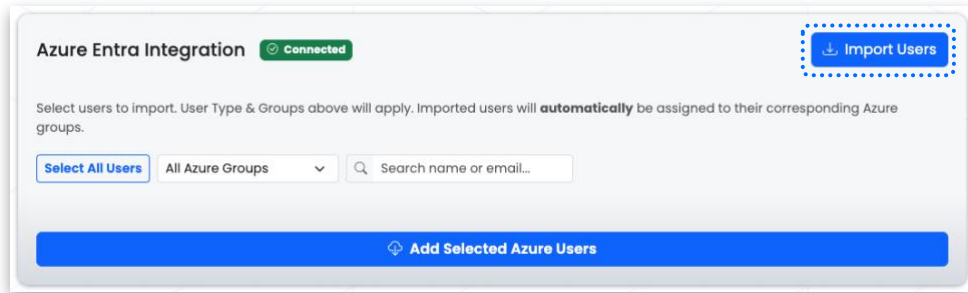 Azure Entra Integration Connected Import Users
Select users to import. User Type & Groups above will apply. Imported users will automatically be assigned to their corresponding Azure
groups.
Select All Users All Azure Groups Search name or email...
Add Selected Azure Users